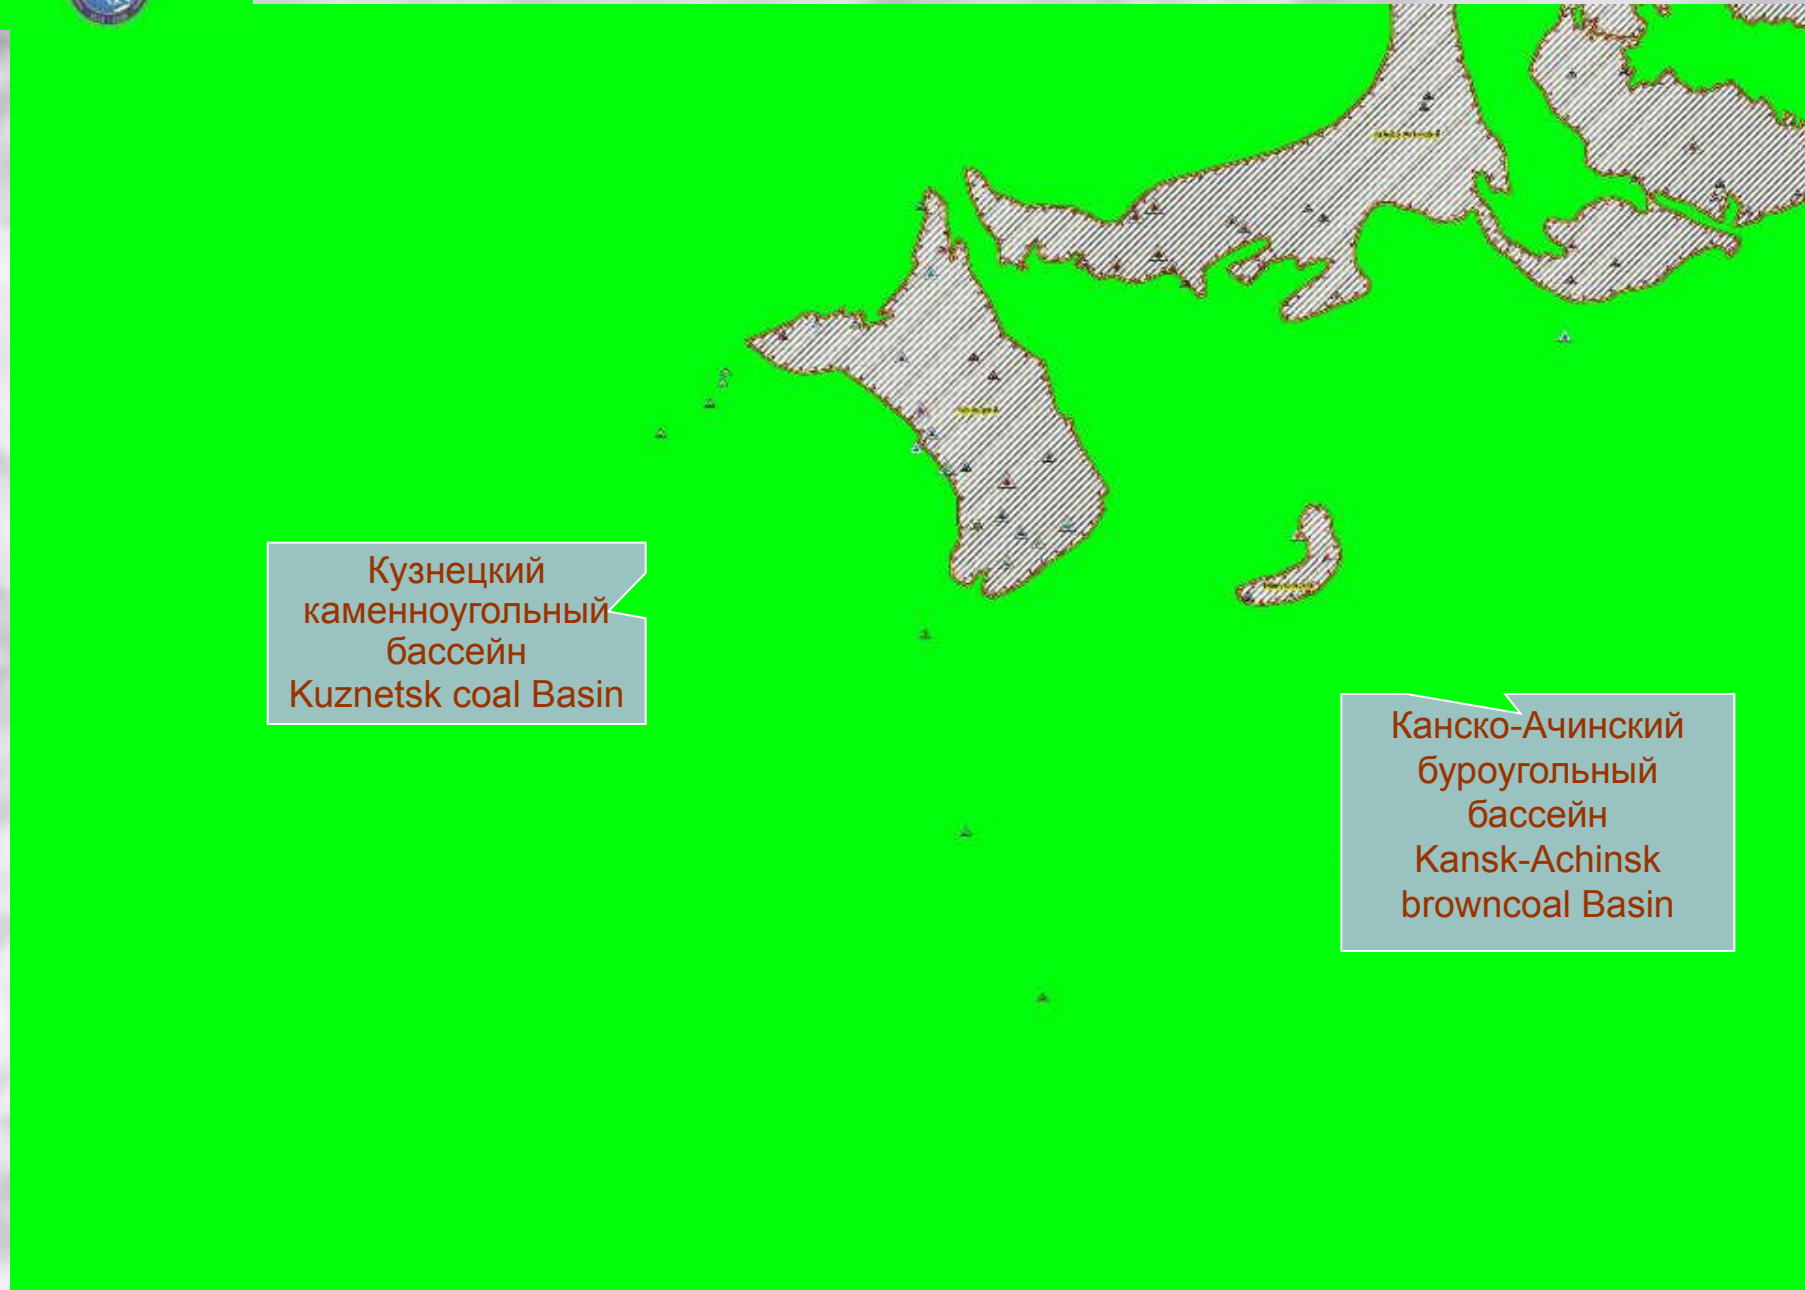 Кузнецкий
каменноугольный
бассейн
Kuznetsk coal Basin
Канско-Ачинский
буроугольный
бассейн
Kansk-Achinsk
browncoal Basin